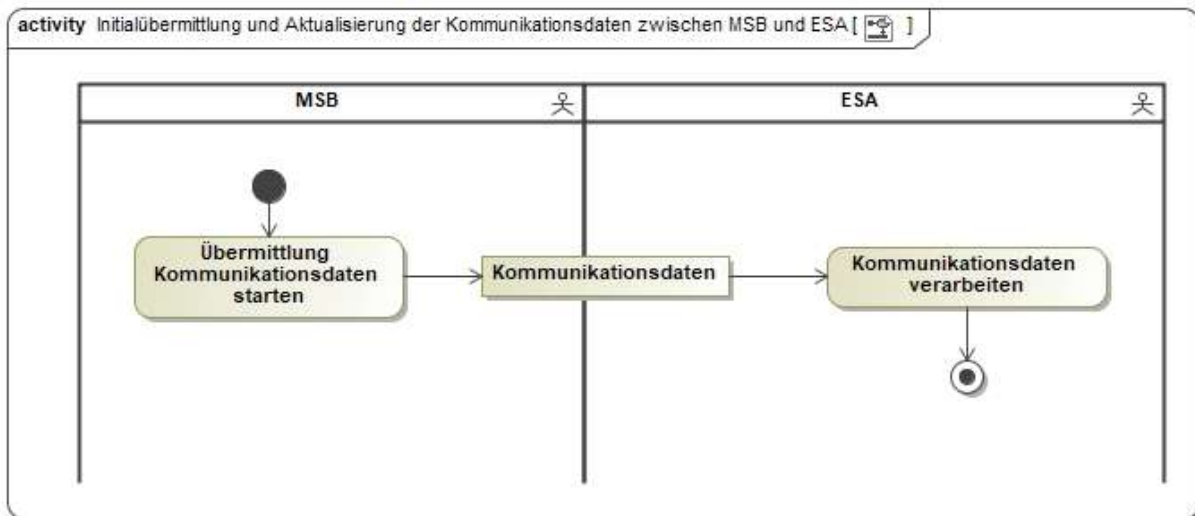 activity Initialübermittlung und Aktualisierung der Kommunikationsdaten zwischen MSB und ESA [ ]
MSB
ESA
Übermittlung
Kommunikationsdaten
starten
Kommunikationsdaten
Kommunikationsdaten
verarbeiten